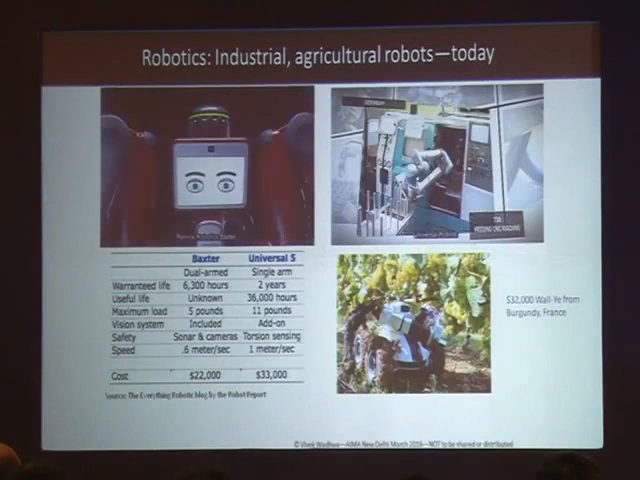 Robotics: Industrial, agricultural robots—today
Baxter Universal 5
Dual-armed Single arm
Warranteed life 6,300 hours 2 years
Useful life Unknown 36,000 hours
Maximum load 5 pounds 11 pounds
Vision system Included Add-on
Safety Sonar & cameras Torsion sensing
Speed .6 meter/sec 1 meter/sec
Cost $22,000 $33,000
Source: The Everything Robotic blog by the Robot Report
$32,000 Wall-Ye from
Burgundy, France
© Vivek Wadhwa—AIMA New Delhi March 2016—NOT to be shared or distributed